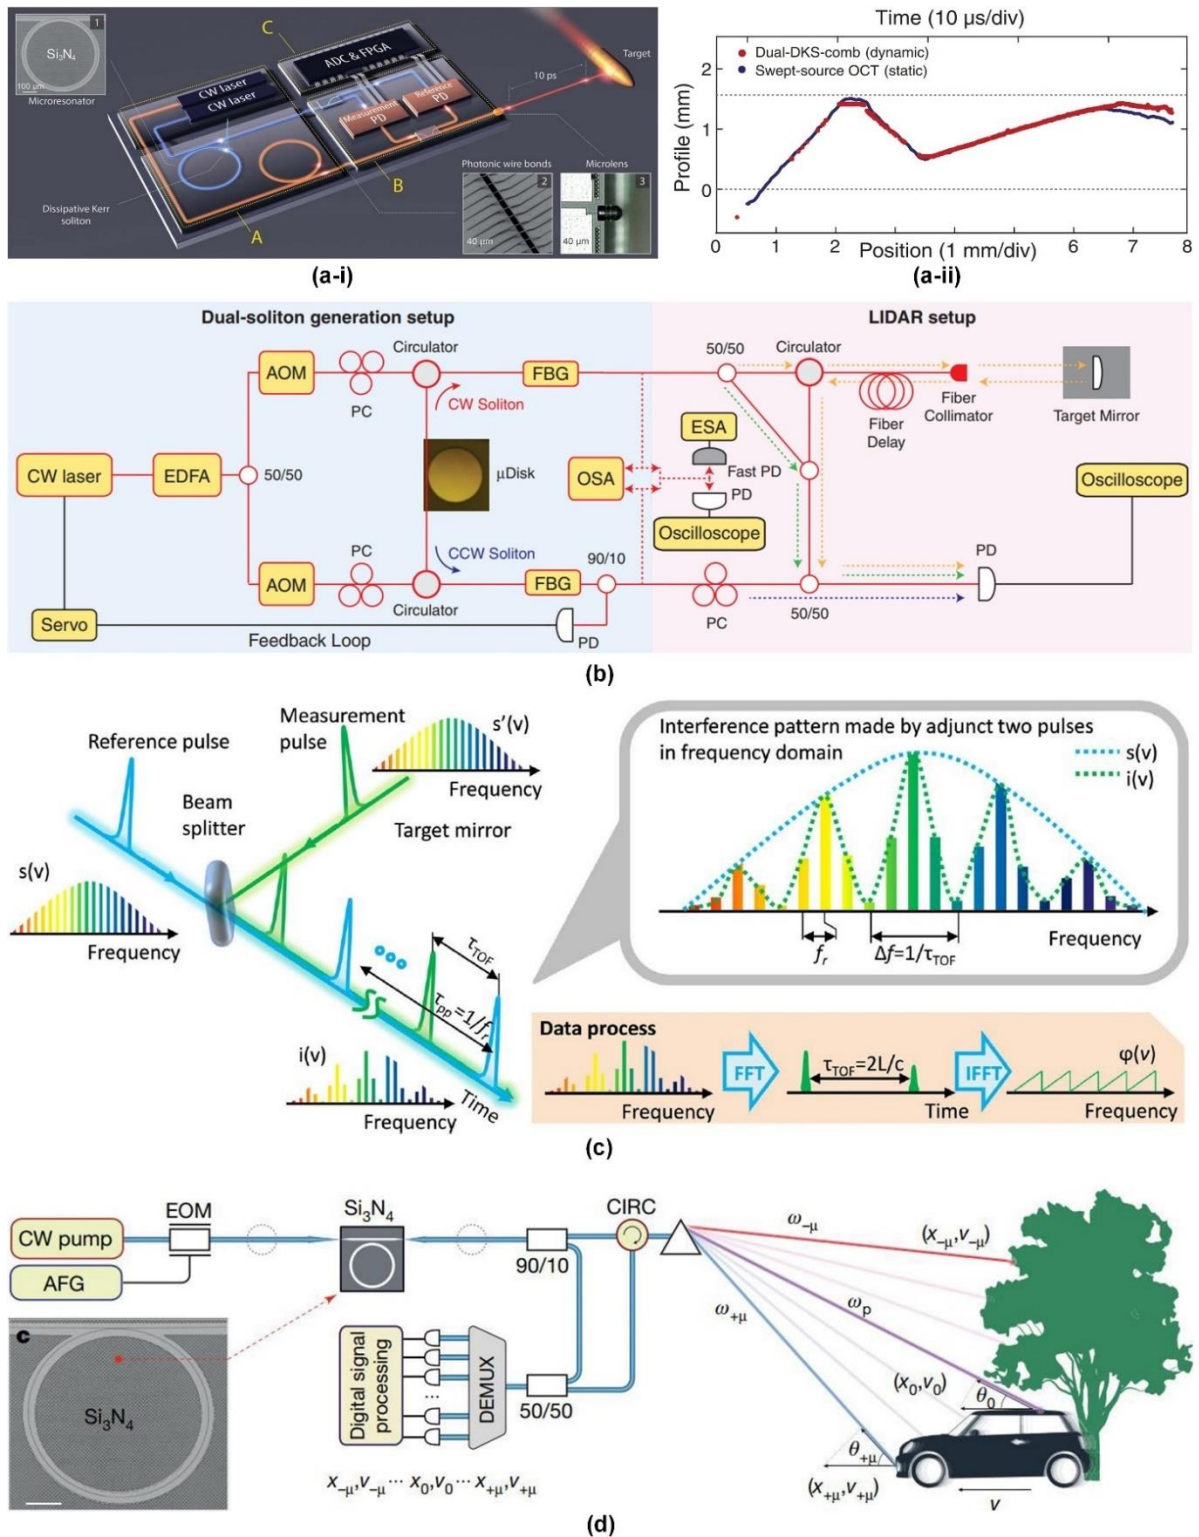 1
Si3N4
100 µm
Microresonator
C
ADC & FPGA
CW laser
CW laser
Measurement
PD
Reference
PD
10 ps
Target
Dissipative Kerr
soliton
A
B
Photonic wire bonds
2
40 µm
Microlens
3
40 µm
(a-i)
Time (10 µs/div)
Dual-DKS-comb (dynamic)
Swept-source OCT (static)
Profile (mm)
2
1
0
0 1 2 3 4 5 6 7 8
Position (1 mm/div)
(a-ii)
Dual-soliton generation setup
LIDAR setup
AOM
PC
Circulator
FBG
CW Soliton
50/50
Circulator
Fiber
Delay
Fiber
Collimator
Target Mirror
CW laser
EDFA
50/50
µDisk
OSA
ESA
Fast PD
PD
Oscilloscope
Oscilloscope
CCW Soliton
AOM
PC
Circulator
FBG
90/10
PC
50/50
PD
Servo
Feedback Loop
PD
(b)
Reference pulse
Measurement
pulse
s'(v)
Frequency
Beam
splitter
Target mirror
s(v)
Frequency
τTOF
τpp=1/fr
i(v)
Frequency
Time
Interference pattern made by adjunct two pulses
in frequency domain
s(v)
i(v)
fr
Δf=1/τTOF
Frequency
Data process
Frequency
FFT
τTOF=2L/c
Time
IFFT
φ(v)
Frequency
(c)
CW pump
EOM
AFG
Si3N4
90/10
CIRC
ω−µ
(x−µ,v−µ)
ωp
ω+µ
(x0,v0)
θ0
θ+µ
(x+µ,v+µ)
v
c
Si3N4
Digital signal
processing
...
DEMUX
50/50
x−µ,v−µ ··· x0,v0 ··· x+µ,v+µ
(d)